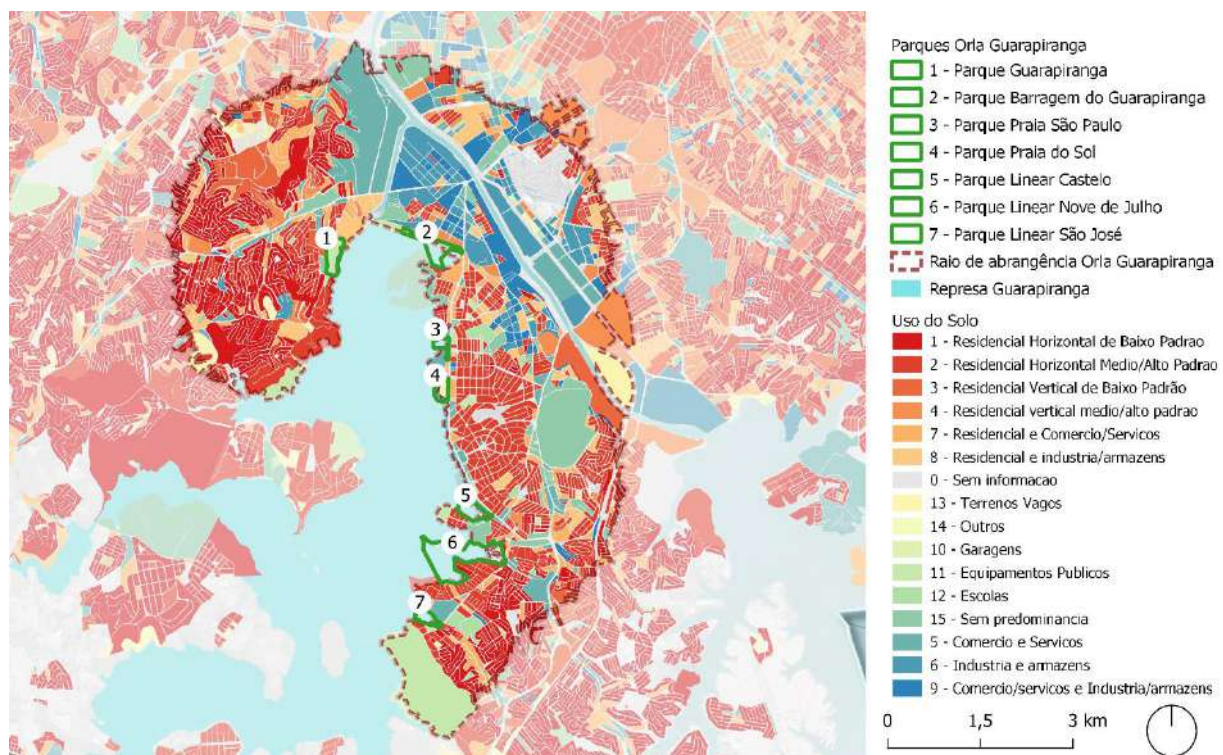 Parques Orla Guarapiranga
1 - Parque Guarapiranga
2 - Parque Barragem do Guarapiranga
3 - Parque Praia São Paulo
4 - Parque Praia do Sol
5 - Parque Linear Castelo
6 - Parque Linear Nove de Julho
7 - Parque Linear São José
Raio de abrangência Orla Guarapiranga
Represa Guarapiranga
Uso do Solo
1 - Residencial Horizontal de Baixo Padrao
2 - Residencial Horizontal Medio/Alto Padrao
3 - Residencial Vertical de Baixo Padrão
4 - Residencial vertical medio/alto padrao
7 - Residencial e Comercio/Servicos
8 - Residencial e industria/armazens
0 - Sem informacao
13 - Terrenos Vagos
14 - Outros
10 - Garagens
11 - Equipamentos Publicos
12 - Escolas
15 - Sem predominancia
5 - Comercio e Servicos
6 - Industria e armazens
9 - Comercio/servicos e Industria/armazens
0 1,5 3 km
1
2
3
4
5
6
7